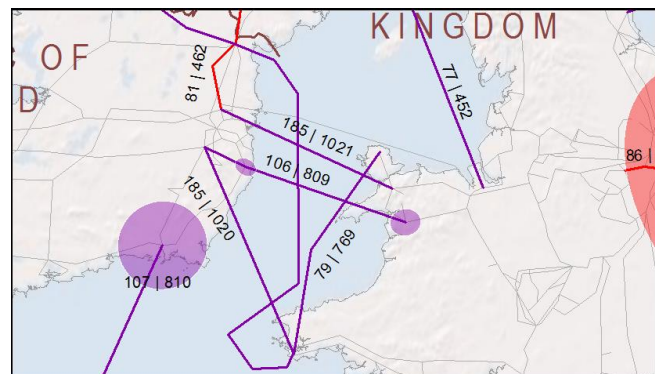 KINGDOM
C OF
D
81 | 462
77 | 452
185 | 1021
86 |
106 | 809
185 | 1020
79 | 769
107 | 810